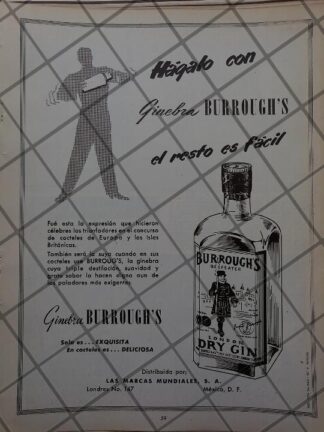 Hágalo con
Ginebra BURROUGH'S
el resto es fácil
Fué esta la expresión que hicieron
célebres los triunfadores en el concurso
de cocteles de Europa y las Islas
Británicas.
También será la suya cuando en sus
cocteles use BURROUG'S, la ginebra
cuya triple destilación, suavidad y
grato sabor la hacen digna aun de
los paladares más exigentes.
Ginebra BURROUGH'S
Sola es... EXQUISITA
En cocteles es... DELICIOSA
BURROUGH'S
BEEFEATER
LONDON
DRY GIN
Distribuida por:
LAS MARCAS MUNDIALES, S. A.
Londres No. 147 México, D. F.